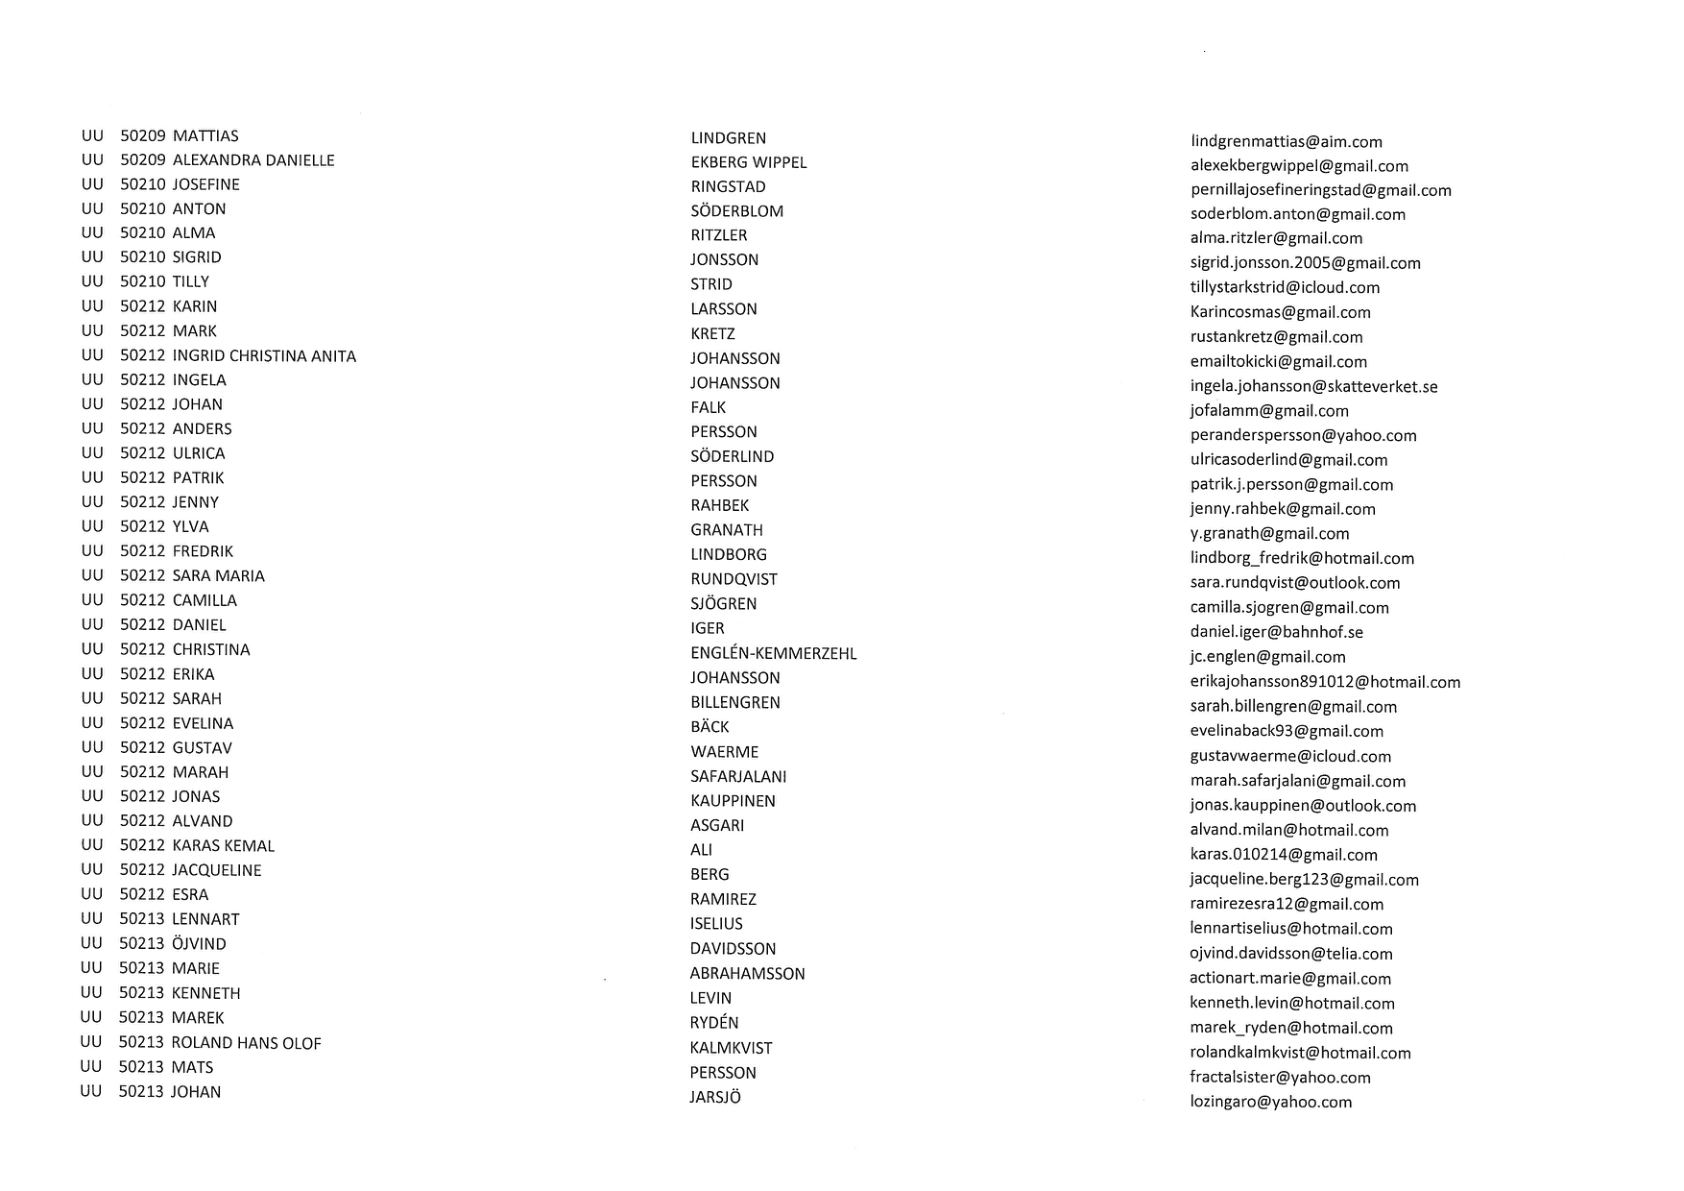 UU 50209 MATTIAS LINDGREN lindgrenmattias@aim.com
UU 50209 ALEXANDRA DANIELLE EKBERG WIPPEL alexekbergwippel@gmail.com
UU 50210 JOSEFINE RINGSTAD pernillajosefineringstad@gmail.com
UU 50210 ANTON SÖDERBLOM soderblom.anton@gmail.com
UU 50210 ALMA RITZLER alma.ritzler@gmail.com
UU 50210 SIGRID JONSSON sigrid.jonsson.2005@gmail.com
UU 50210 TILLY STRID tillystarkstrid@icloud.com
UU 50212 KARIN LARSSON Karincosmas@gmail.com
UU 50212 MARK KRETZ rustankretz@gmail.com
UU 50212 INGRID CHRISTINA ANITA JOHANSSON emailtokicki@gmail.com
UU 50212 INGELA JOHANSSON ingela.johansson@skatteverket.se
UU 50212 JOHAN FALK jofalamm@gmail.com
UU 50212 ANDERS PERSSON peranderspersson@yahoo.com
UU 50212 ULRICA SÖDERLIND ulricasoderlind@gmail.com
UU 50212 PATRIK PERSSON patrik.j.persson@gmail.com
UU 50212 JENNY RAHBEK jenny.rahbek@gmail.com
UU 50212 YLVA GRANATH y.granath@gmail.com
UU 50212 FREDRIK LINDBORG lindborg_fredrik@hotmail.com
UU 50212 SARA MARIA RUNDQVIST sara.rundqvist@outlook.com
UU 50212 CAMILLA SJÖGREN camilla.sjogren@gmail.com
UU 50212 DANIEL IGER daniel.iger@bahnhof.se
UU 50212 CHRISTINA ENGLÉN-KEMMERZEHL jc.englen@gmail.com
UU 50212 ERIKA JOHANSSON erikajohansson891012@hotmail.com
UU 50212 SARAH BILLENGREN sarah.billengren@gmail.com
UU 50212 EVELINA BÄCK evelinaback93@gmail.com
UU 50212 GUSTAV WAERME gustavwaerme@icloud.com
UU 50212 MARAH SAFARJALANI marah.safarjalani@gmail.com
UU 50212 JONAS KAUPPINEN jonas.kauppinen@outlook.com
UU 50212 ALVAND ASGARI alvand.milan@hotmail.com
UU 50212 KARAS KEMAL ALI karas.010214@gmail.com
UU 50212 JACQUELINE BERG jacqueline.berg123@gmail.com
UU 50212 ESRA RAMIREZ ramirezesra12@gmail.com
UU 50213 LENNART ISELIUS lennartiselius@hotmail.com
UU 50213 ÖJVIND DAVIDSSON ojvind.davidsson@telia.com
UU 50213 MARIE ABRAHAMSSON actionart.marie@gmail.com
UU 50213 KENNETH LEVIN kenneth.levin@hotmail.com
UU 50213 MAREK RYDÉN marek_ryden@hotmail.com
UU 50213 ROLAND HANS OLOF KALMKVIST rolandkalmkvist@hotmail.com
UU 50213 MATS PERSSON fractalsister@yahoo.com
UU 50213 JOHAN JARSJÖ lozingaro@yahoo.com